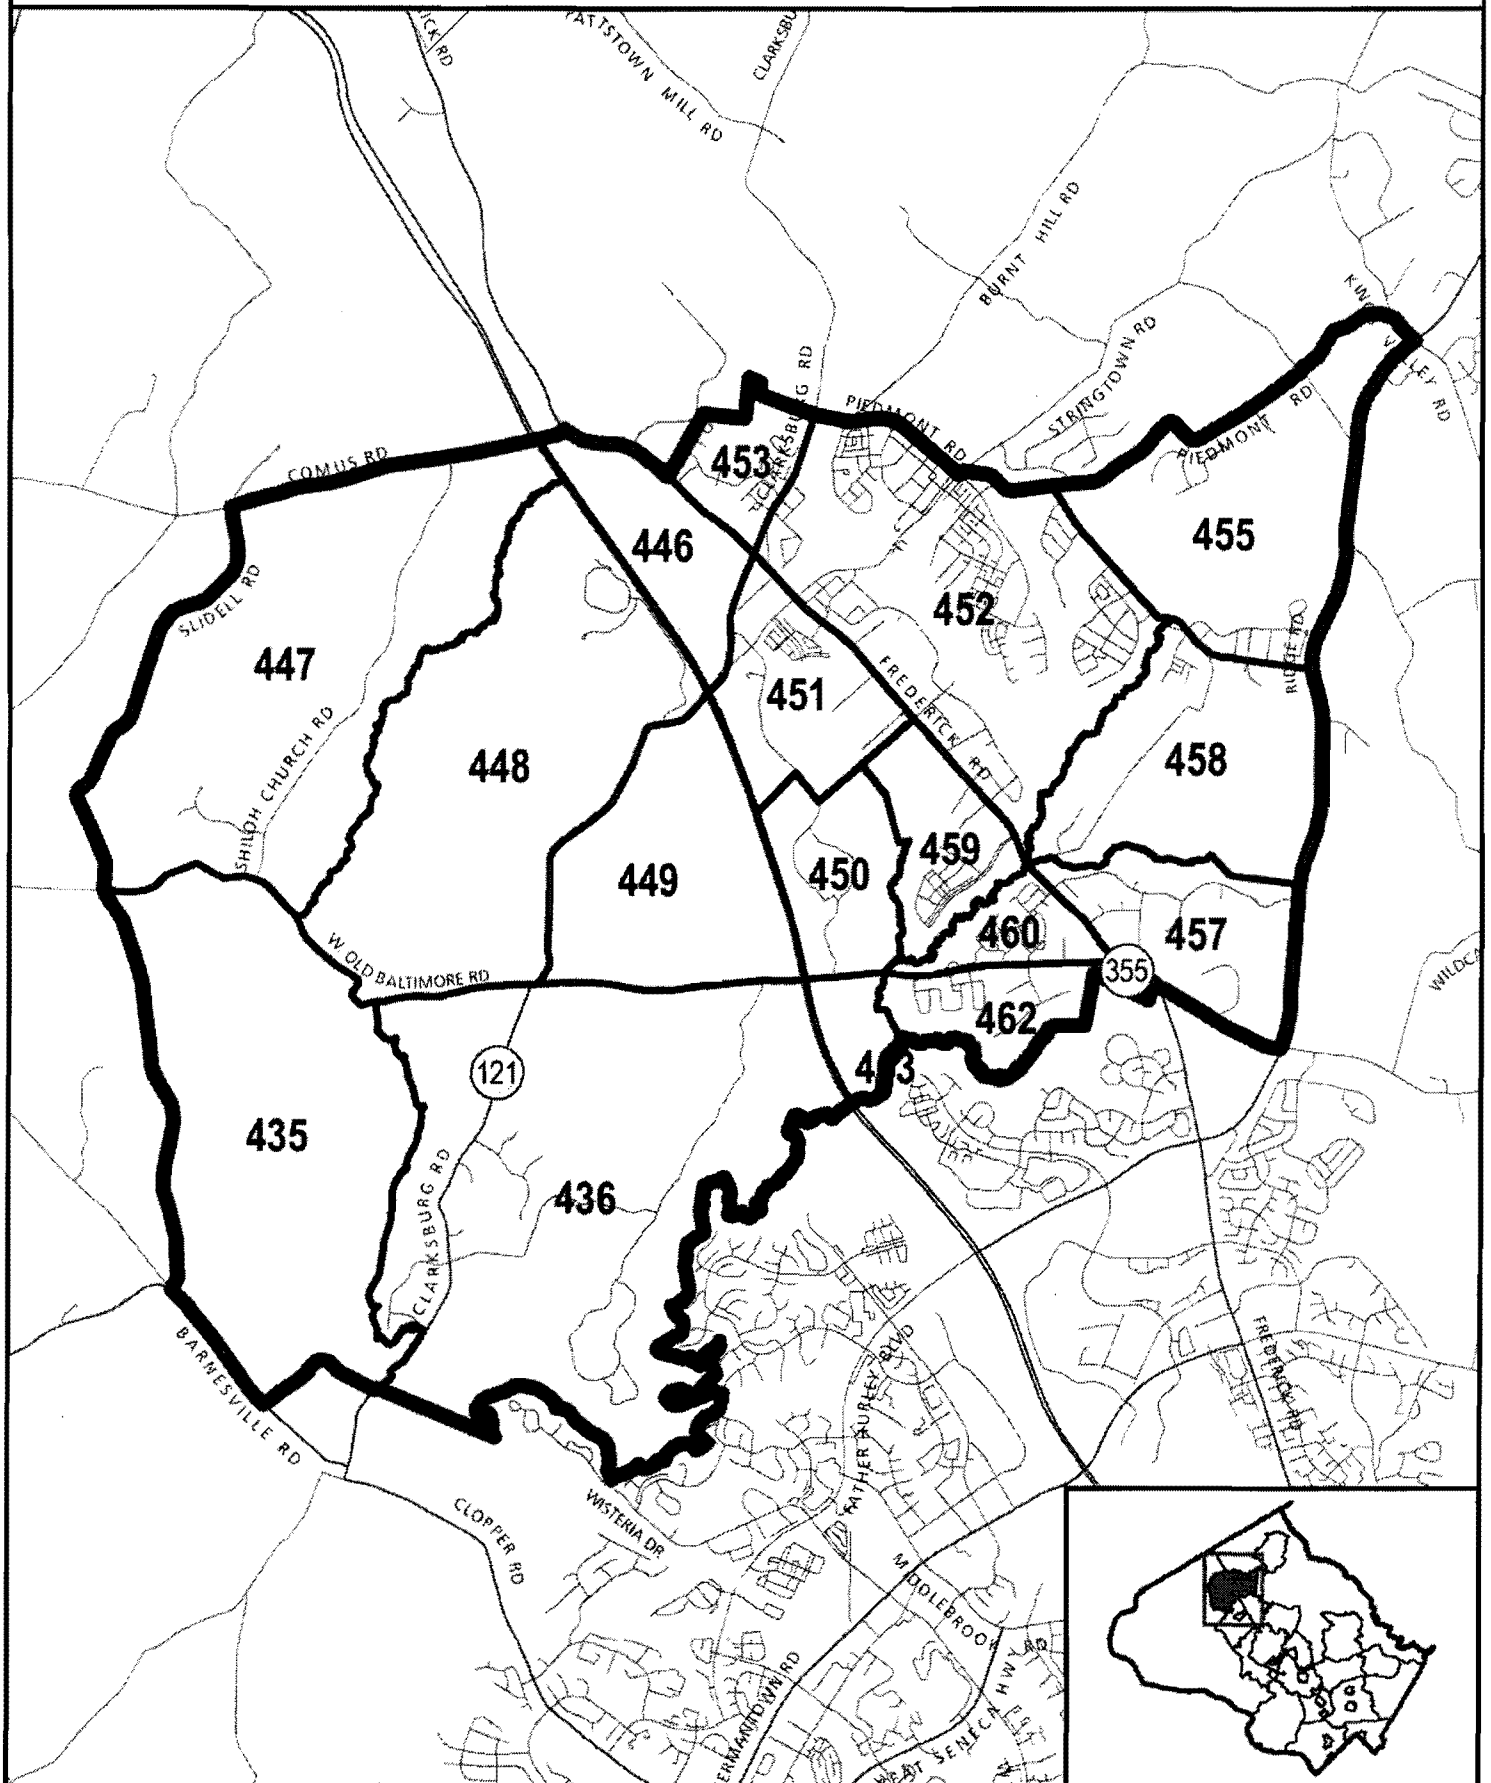 PIEDMONT RD
CLARKSBURG RD
BURNT HILL RD
STRINGTOWN RD
PIEDMONT RD
VALLEY RD
MILL RD
COMUS RD
453
455
446
452
SLIDELL RD
447
451
RIDGE RD
FREDERICK RD
448
458
SHILOH CHURCH RD
449
450
459
460
457
W OLD BALTIMORE RD
355
462
121
435
CLARKSBURG RD
436
BARNESVILLE RD
FATHER HURLEY BLVD
FREDERICK RD
CLOPPER RD
WISTERIA DR
MIDDLEBROOK RD